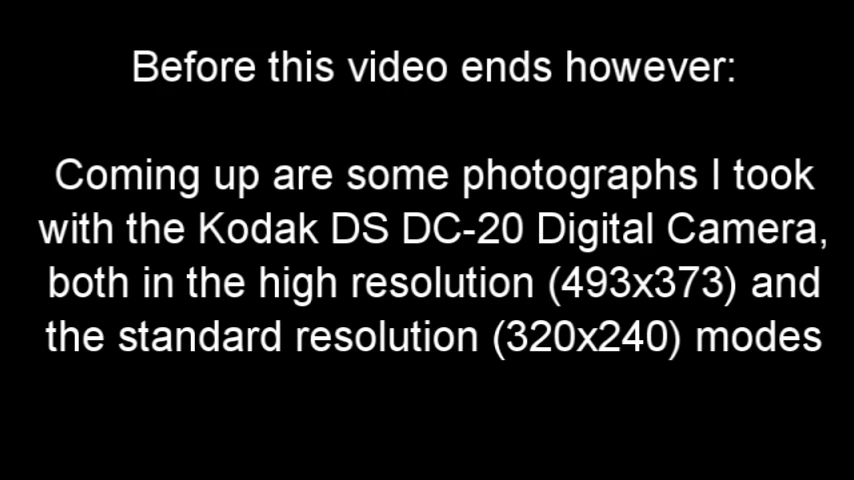 Before this video ends however:
Coming up are some photographs I took
with the Kodak DS DC-20 Digital Camera,
both in the high resolution (493x373) and
the standard resolution (320x240) modes